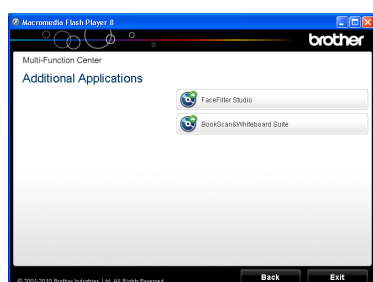 Macromedia Flash Player 8
brother
Multi-Function Center
Additional Applications
FaceFilter Studio
BookScan&Whiteboard Suite
© 2001-2010 Brother Industries, Ltd. All Rights Reserved.
Back Exit